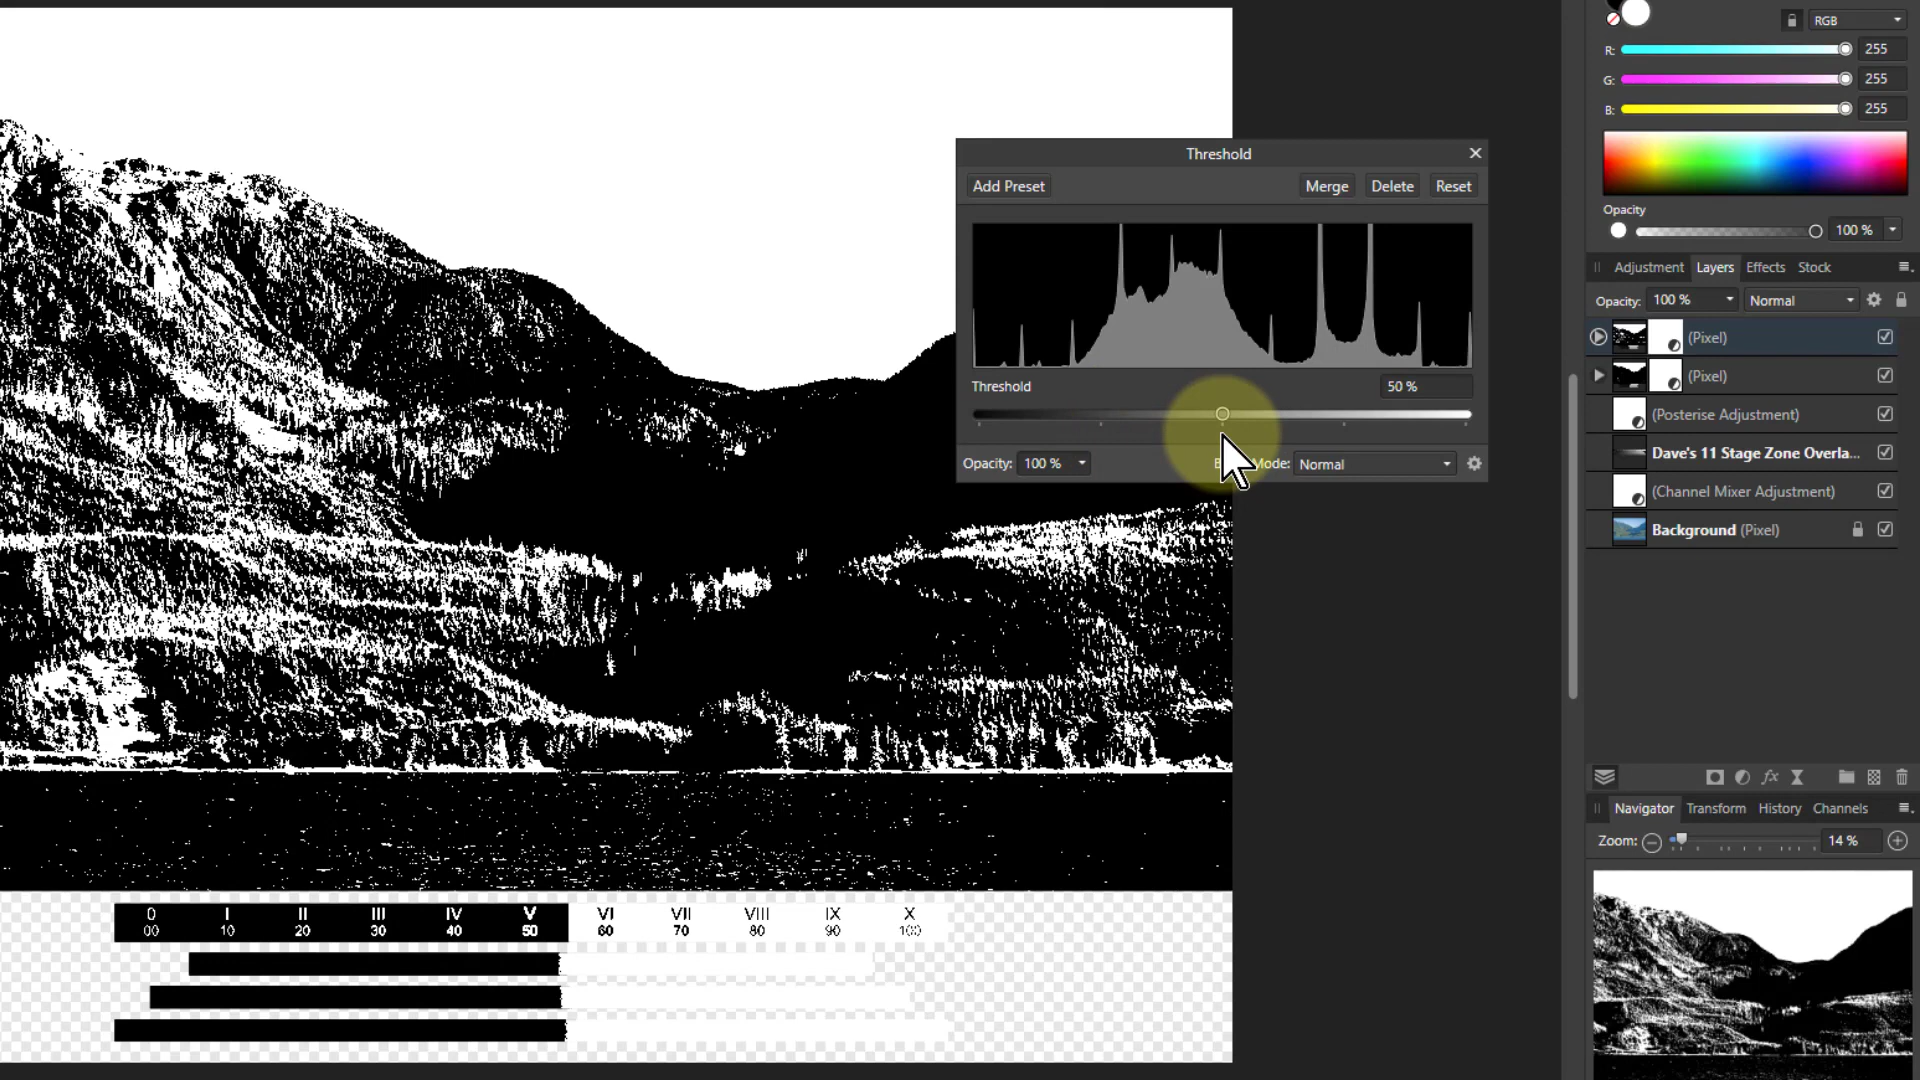 RGB
R: 255
G: 255
B: 255
Opacity
100 %
Threshold
Add Preset Merge Delete Reset
Threshold 50 %
Opacity: 100 % Mode: Normal
Adjustment Layers Effects Stock
Opacity: 100 % Normal
(Pixel)
(Pixel)
(Posterise Adjustment)
Dave's 11 Stage Zone Overla...
(Channel Mixer Adjustment)
Background (Pixel)
fx
Navigator Transform History Channels
Zoom: 14 %
0 I II III IV V VI VII VIII IX X
00 10 20 30 40 50 60 70 80 90 100